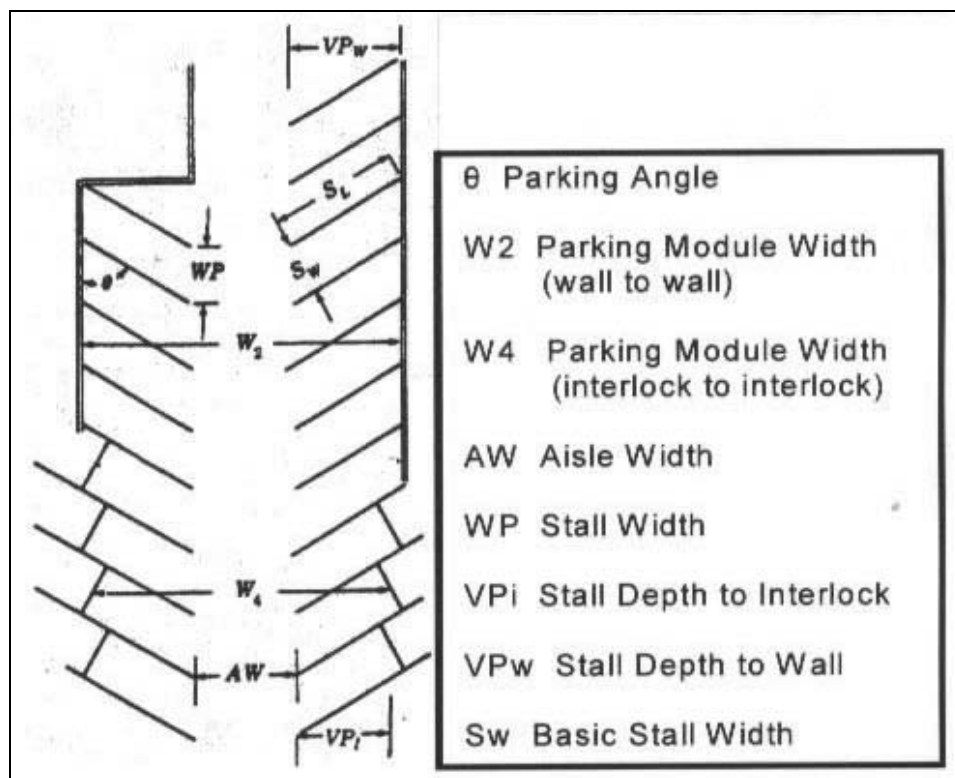 VPw
SL
WP
Sw
θ
W2
W4
AW
VPi
θ Parking Angle
W2 Parking Module Width
(wall to wall)
W4 Parking Module Width
(interlock to interlock)
AW Aisle Width
WP Stall Width
VPi Stall Depth to Interlock
VPw Stall Depth to Wall
Sw Basic Stall Width